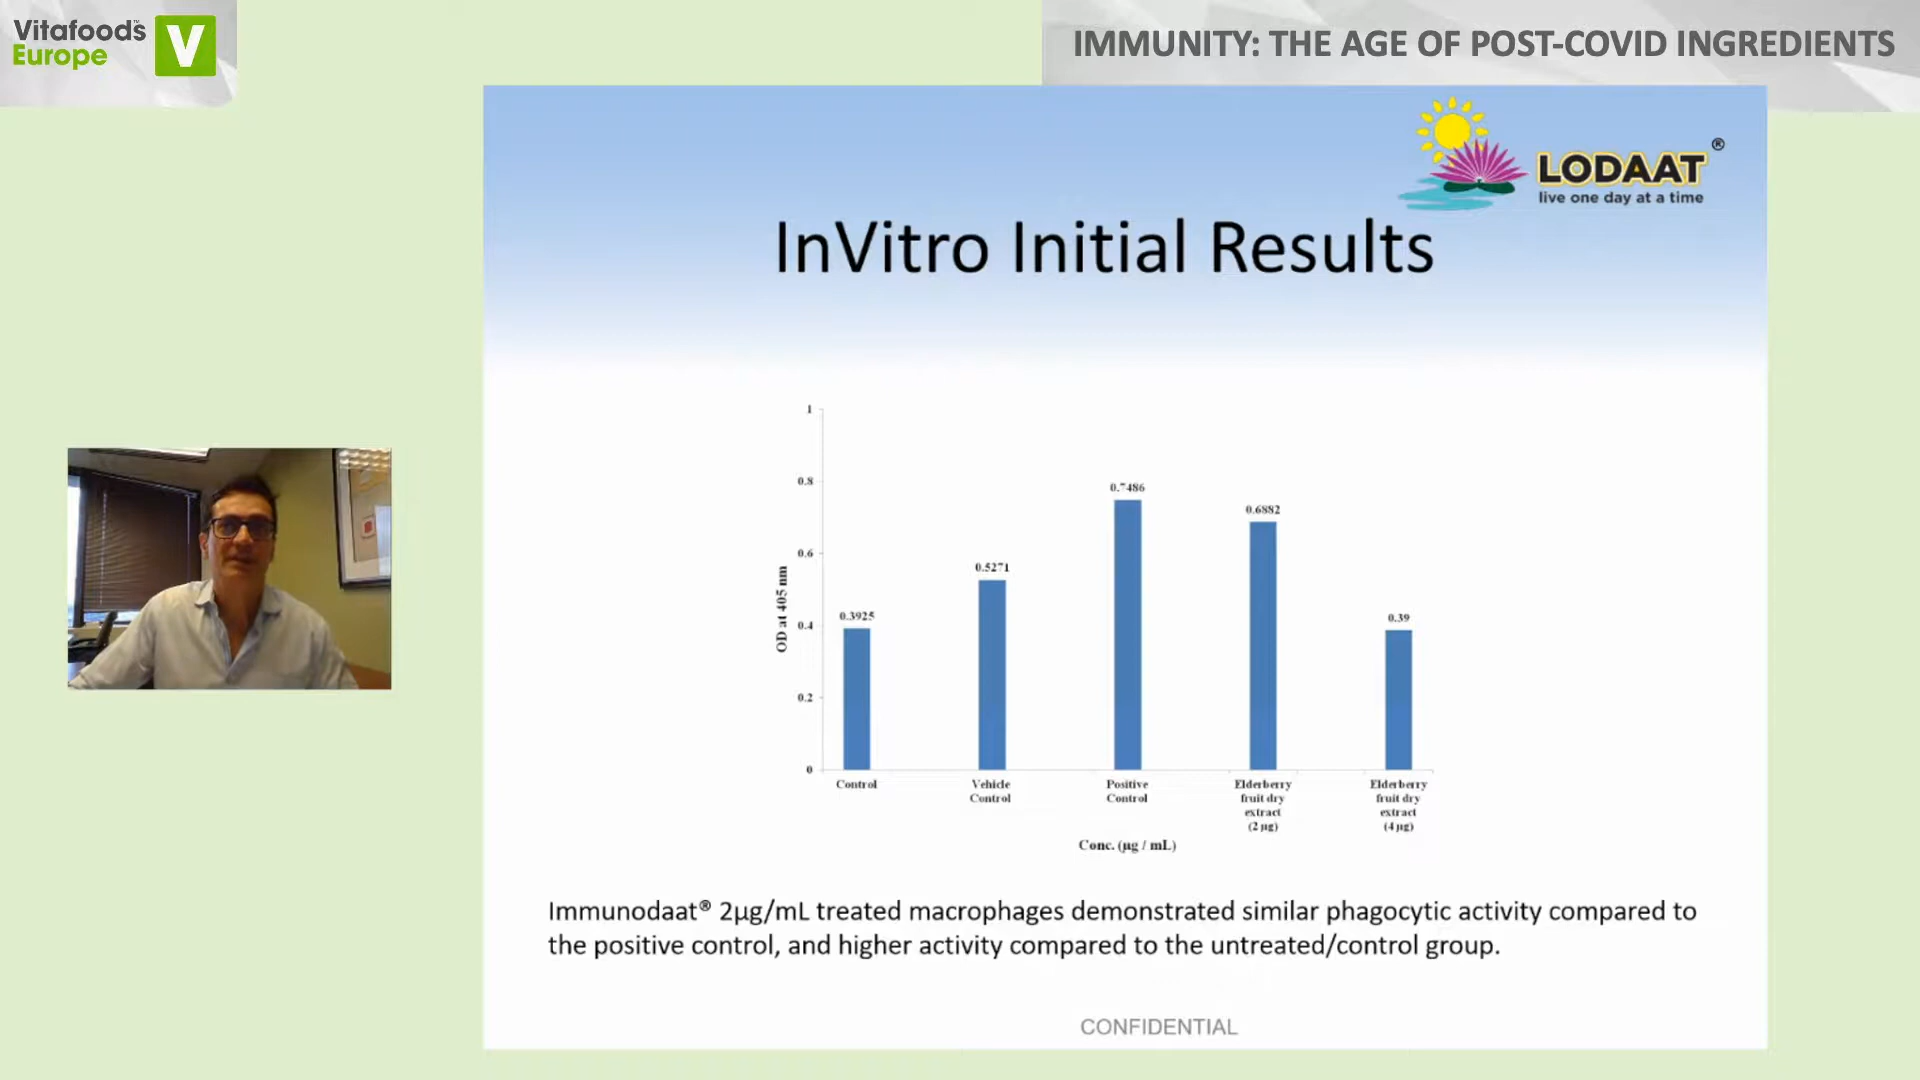 Vitafoods™
Europe
V
IMMUNITY: THE AGE OF POST-COVID INGREDIENTS
LODAAT®
live one day at a time
InVitro Initial Results
1
0.8
0.6
0.4
0.2
0
OD at 405 nm
0.3925
0.5271
0.7486
0.6882
0.39
Control
Vehicle
Control
Positive
Control
Elderberry
fruit dry
extract
(2 µg)
Elderberry
fruit dry
extract
(4 µg)
Conc. (µg / mL)
Immunodaat® 2µg/mL treated macrophages demonstrated similar phagocytic activity compared to
the positive control, and higher activity compared to the untreated/control group.
CONFIDENTIAL